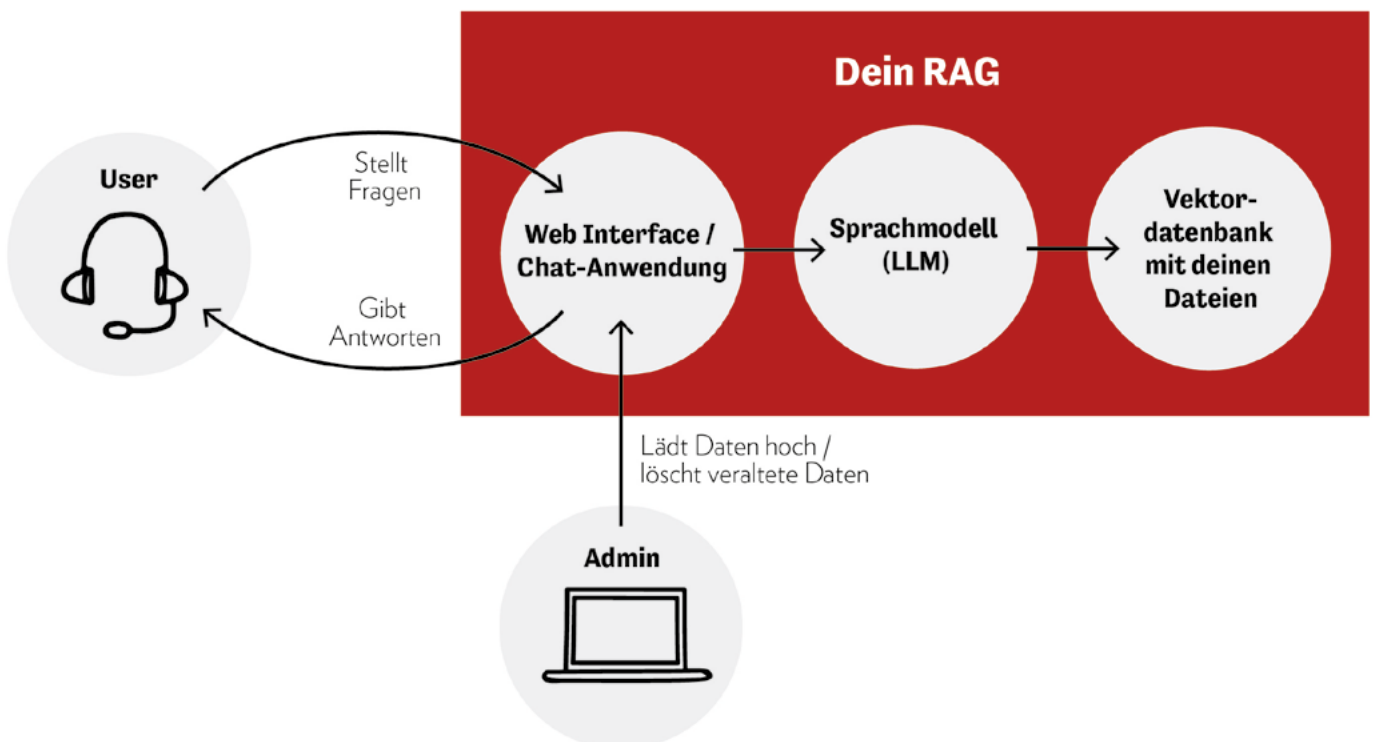 Dein RAG
User
Stellt
Fragen
Gibt
Antworten
Web Interface /
Chat-Anwendung
Sprachmodell
(LLM)
Vektor-
datenbank
mit deinen
Dateien
Lädt Daten hoch /
löscht veraltete Daten
Admin